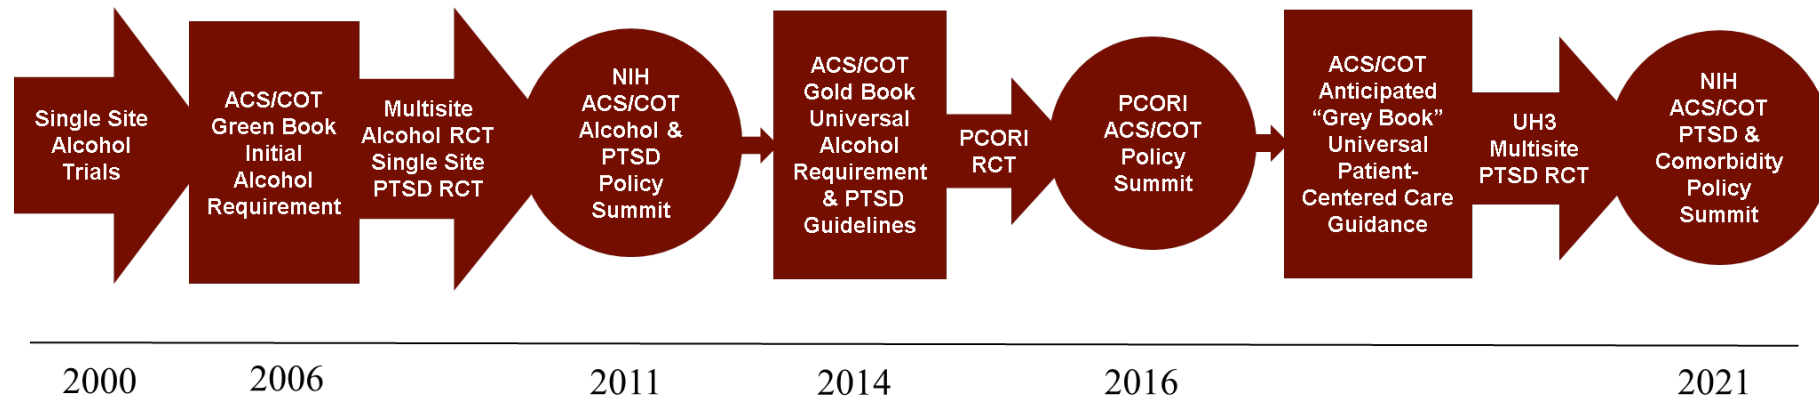 Single Site
Alcohol
Trials
ACS/COT
Green Book
Initial
Alcohol
Requirement
Multisite
Alcohol RCT
Single Site
PTSD RCT
NIH
ACS/COT
Alcohol &
PTSD
Policy
Summit
ACS/COT
Gold Book
Universal
Alcohol
Requirement
& PTSD
Guidelines
PCORI
RCT
PCORI
ACS/COT
Policy
Summit
ACS/COT
Anticipated
“Grey Book”
Universal
Patient-
Centered Care
Guidance
UH3
Multisite
PTSD RCT
NIH
ACS/COT
PTSD &
Comorbidity
Policy
Summit
2000
2006
2011
2014
2016
2021